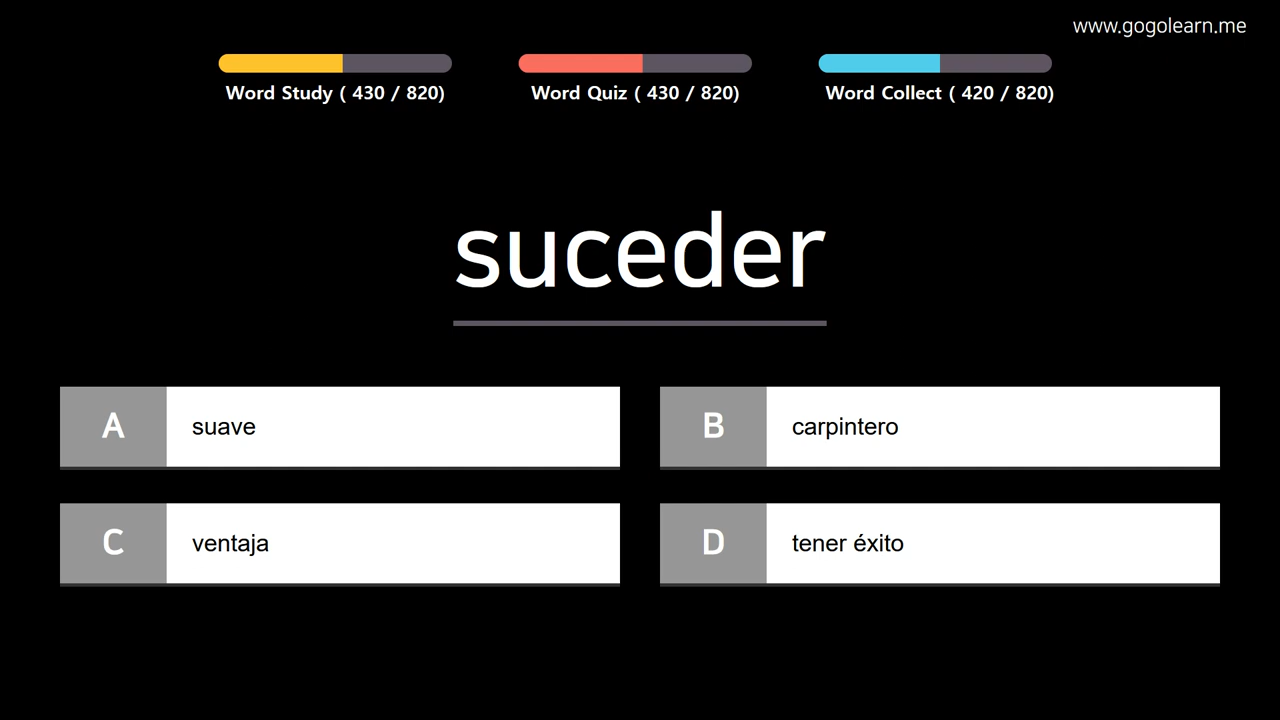 www.gogolearn.me
Word Study ( 430 / 820)
Word Quiz ( 430 / 820)
Word Collect ( 420 / 820)
suceder
A suave
B carpintero
C ventaja
D tener éxito